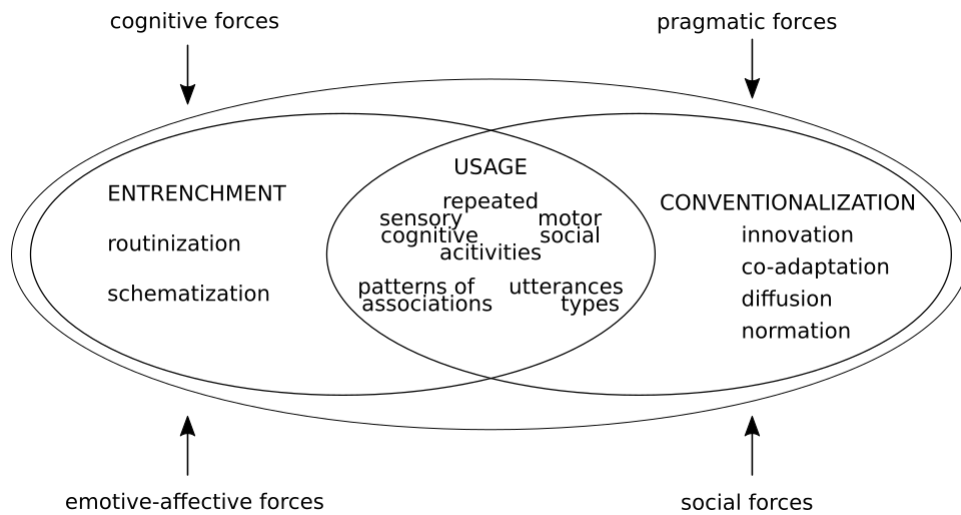 cognitive forces
pragmatic forces
ENTRENCHMENT
routinization
schematization
USAGE
repeated
sensory motor
cognitive social
acitivities
patterns of utterances
associations types
CONVENTIONALIZATION
innovation
co-adaptation
diffusion
normation
emotive-affective forces
social forces